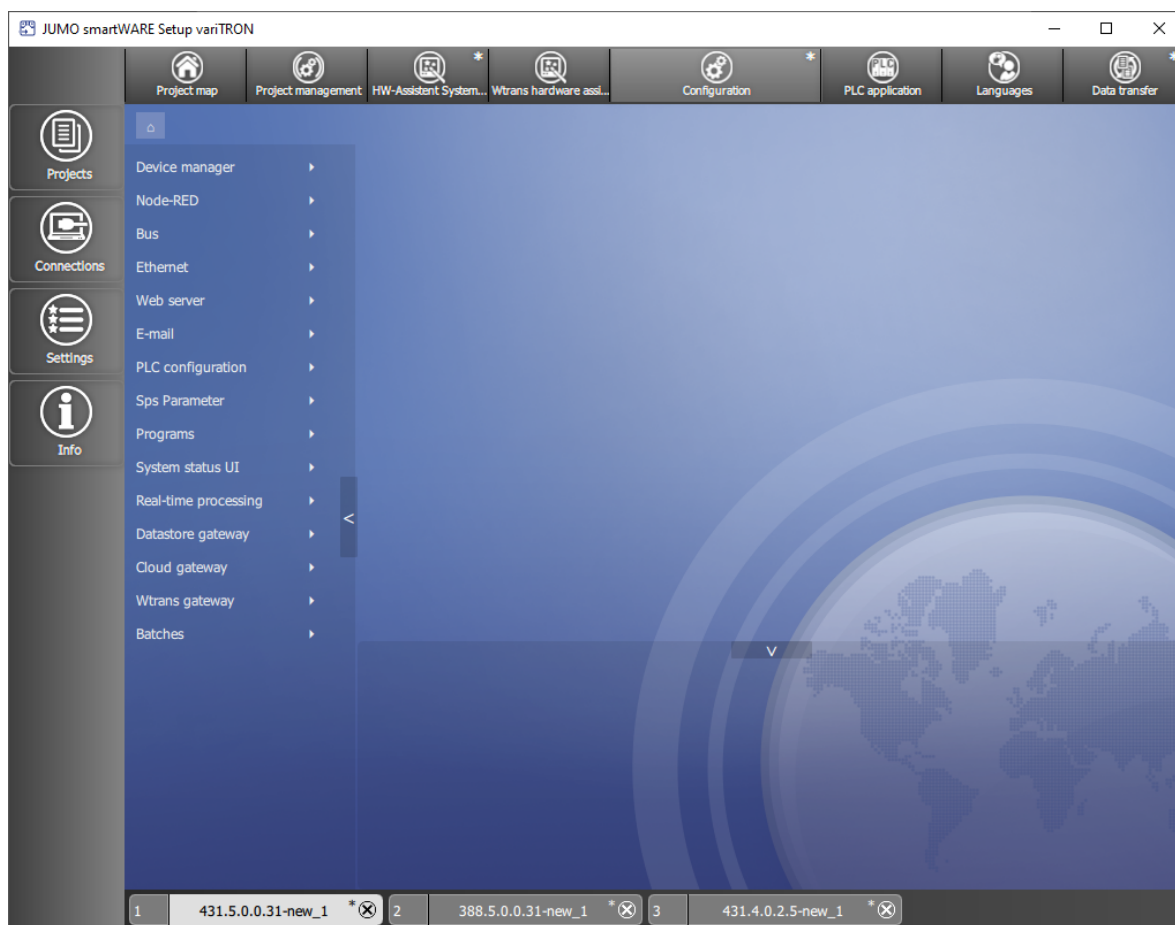 JUMO smartWARE Setup variTRON
Project map
Project management
HW-Assistent System...
*
Wtrans hardware assi...
Configuration
*
PLC application
PLC
Languages
Data transfer
*
Projects
Connections
Settings
Info
Device manager
Node-RED
Bus
Ethernet
Web server
E-mail
PLC configuration
Sps Parameter
Programs
System status UI
Real-time processing
<
Datastore gateway
Cloud gateway
Wtrans gateway
Batches
1 431.5.0.0.31-new_1 *
2 388.5.0.0.31-new_1 *
3 431.4.0.2.5-new_1 *